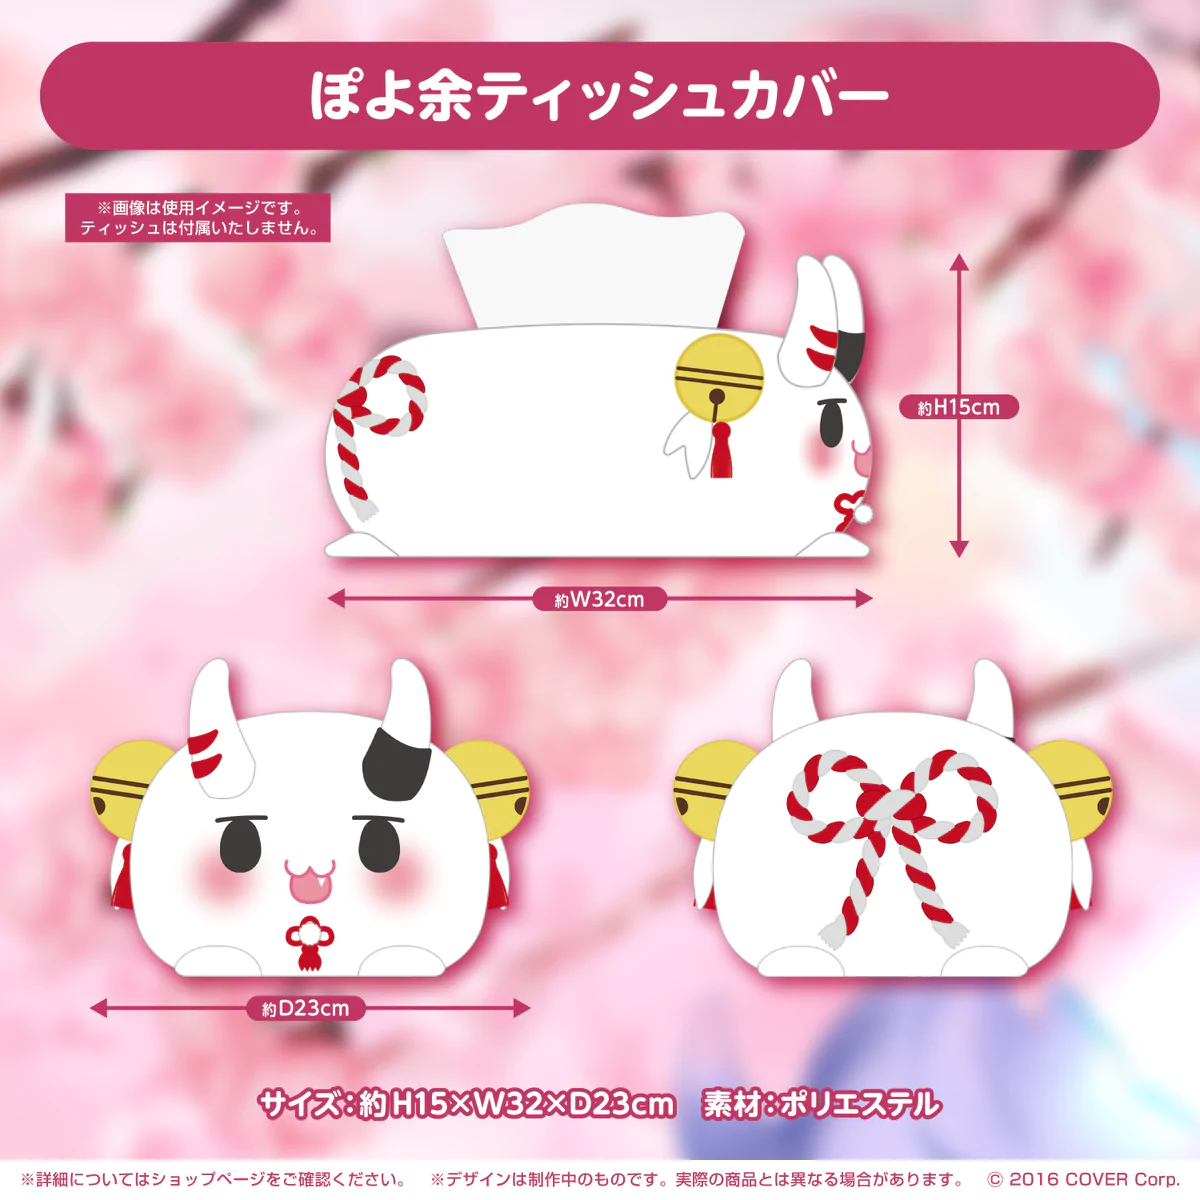 ぽよ余ティッシュカバー
※画像は使用イメージです。
ティッシュは付属いたしません。
約H15cm
約W32cm
約D23cm
サイズ：約H15×W32×D23cm 素材：ポリエステル
※詳細についてはショップページをご確認ください。 ※デザインは制作中のものです。実際の商品とは異なる場合があります。 © 2016 COVER Corp.